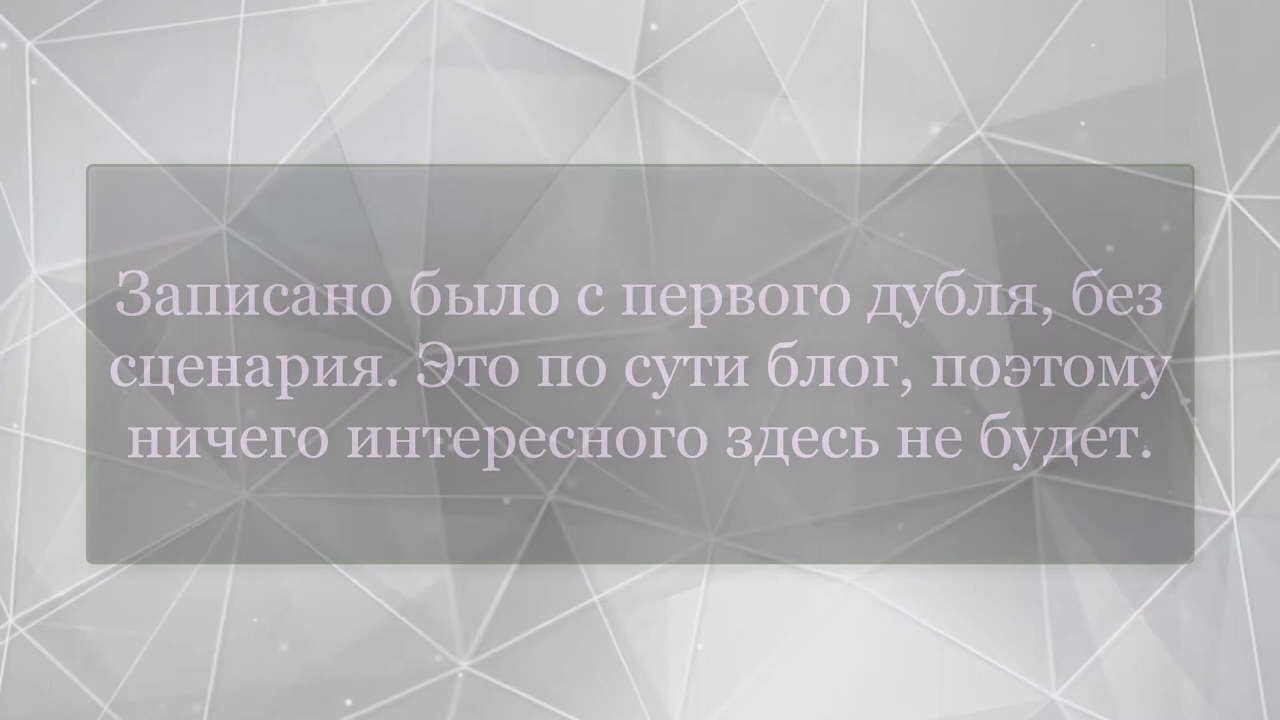 Записано было с первого дубля, без
сценария. Это по сути блог, поэтому
ничего интересного здесь не будет.